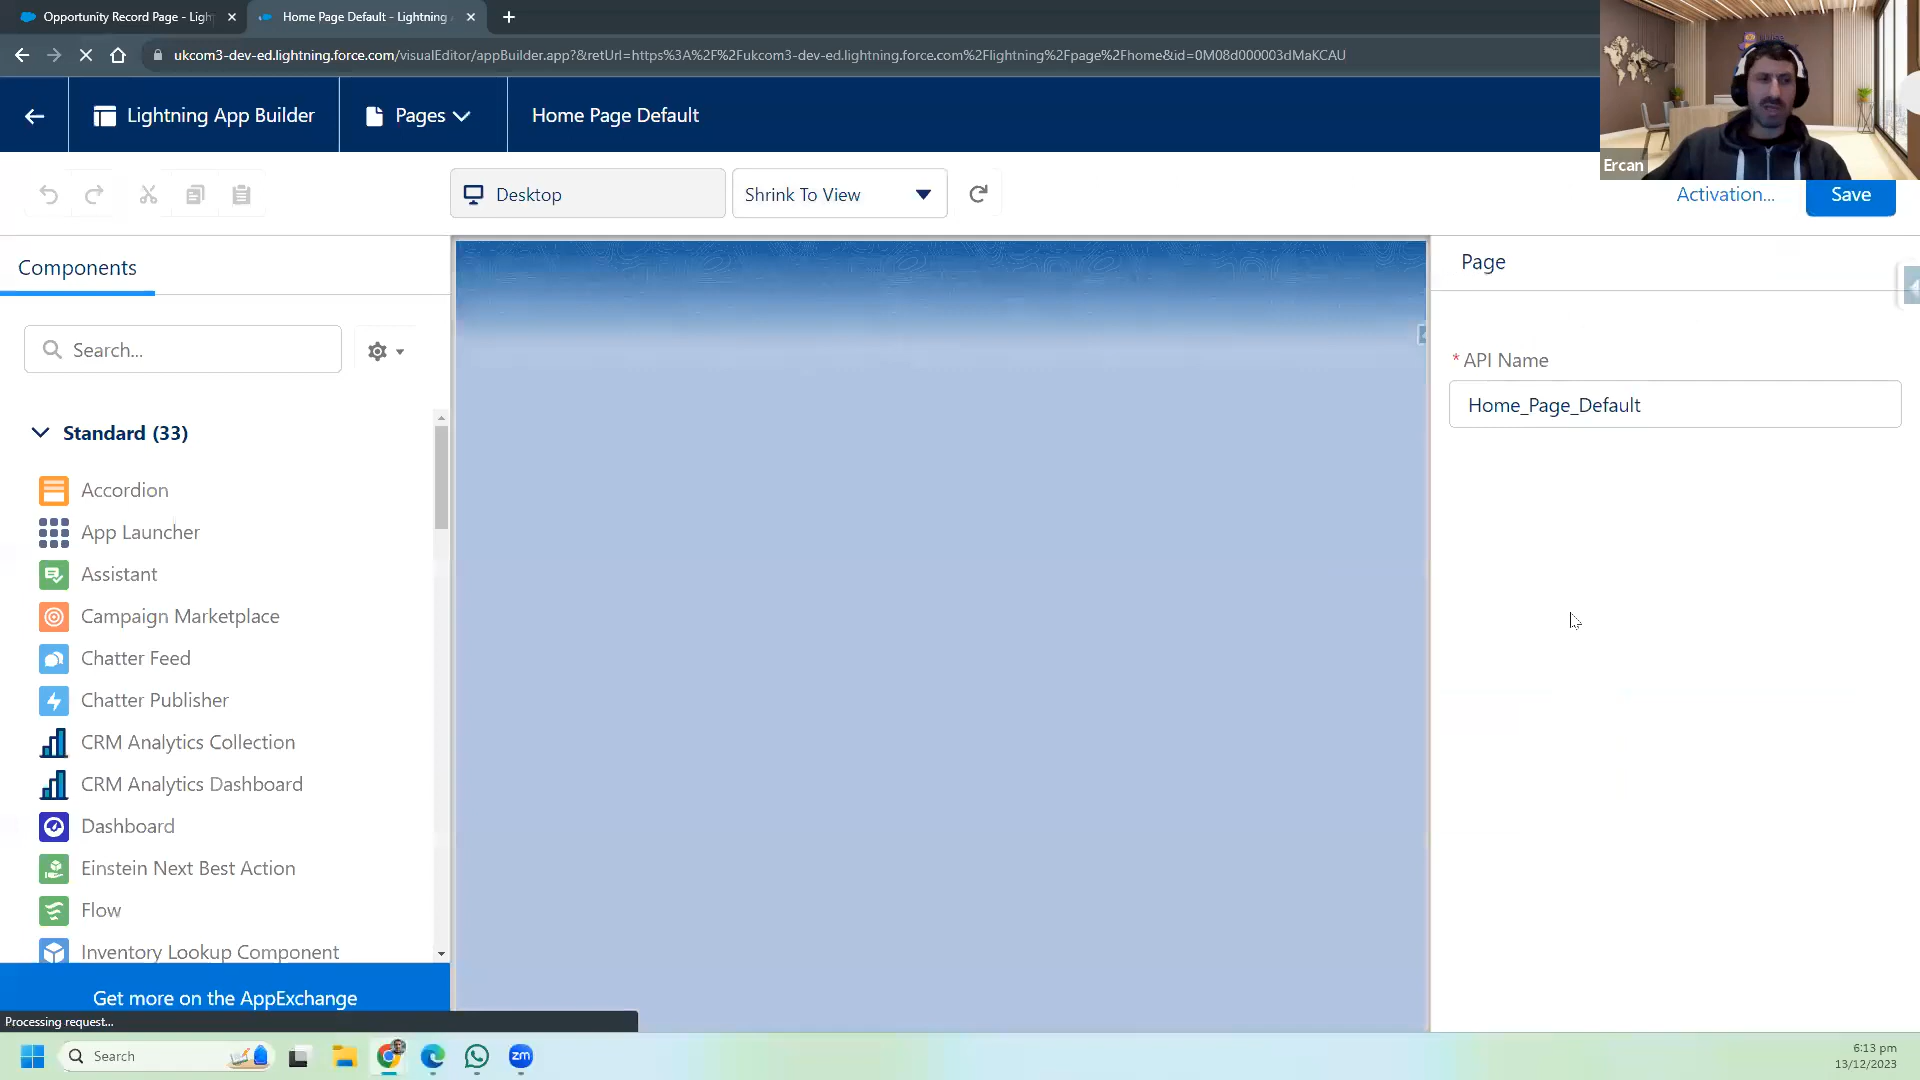 Opportunity Record Page - Ligh
Home Page Default - Lightning
ukcom3-dev-ed.lightning.force.com/visualEditor/appBuilder.app?&retUrl=https%3A%2F%2Fukcom3-dev-ed.lightning.force.com%2Flightning%2Fpage%2Fhome&id=0M08d000003dMaKCAU
Lightning App Builder
Pages
Home Page Default
Ercan
Desktop
Shrink To View
Activation...
Save
Components
Page
Search...
* API Name
Home_Page_Default
Standard (33)
Accordion
App Launcher
Assistant
Campaign Marketplace
Chatter Feed
Chatter Publisher
CRM Analytics Collection
CRM Analytics Dashboard
Dashboard
Einstein Next Best Action
Flow
Inventory Lookup Component
Get more on the AppExchange
Processing request...
Search
zm
6:13 pm
13/12/2023